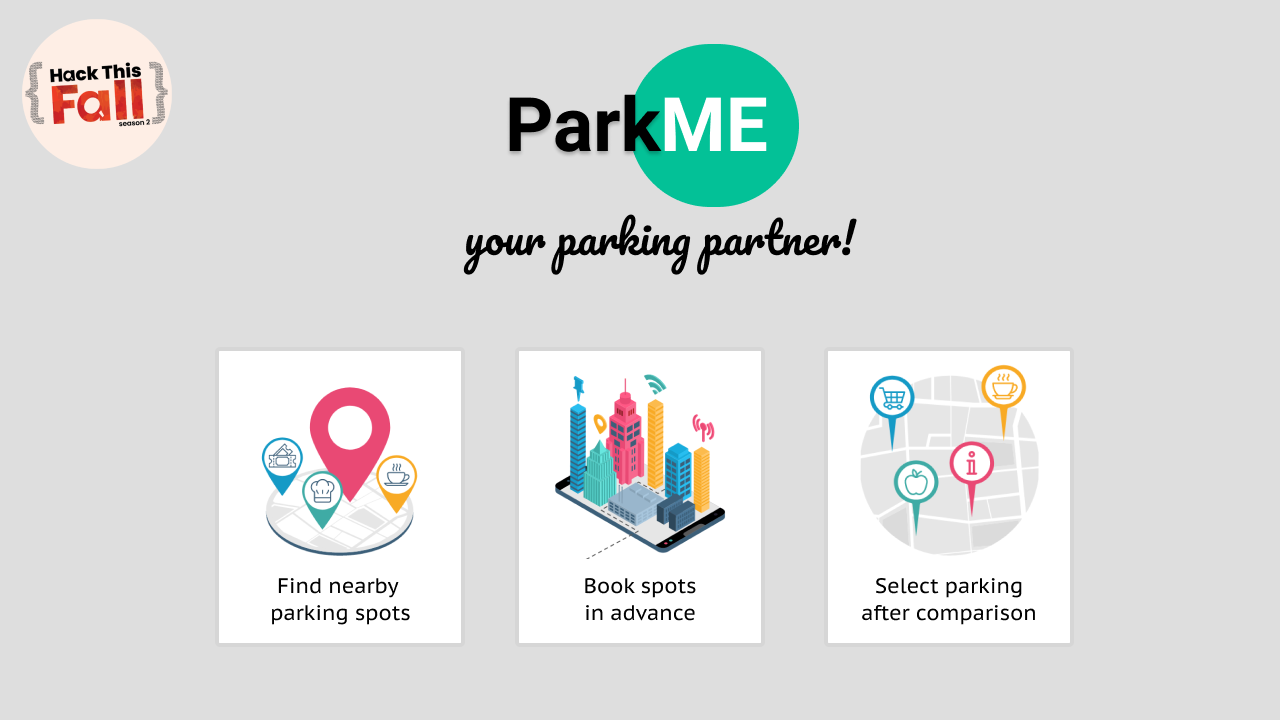 Hack This
Fall
season 2
ParkME
your parking partner!
Find nearby
parking spots
Book spots
in advance
Select parking
after comparison